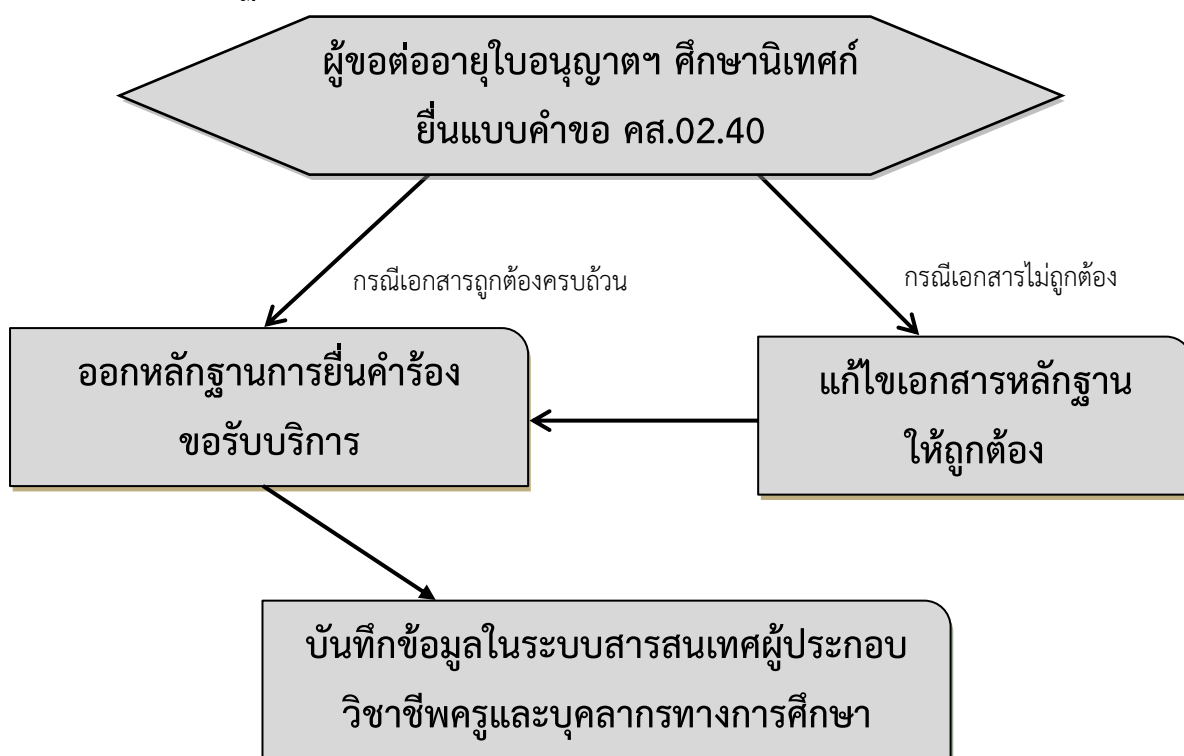 ผู้ขอต่ออายุใบอนุญาตฯ ศึกษานิเทศก์
ยื่นแบบคำขอ คส.02.40
กรณีเอกสารถูกต้องครบถ้วน
กรณีเอกสารไม่ถูกต้อง
ออกหลักฐานการยื่นคำร้อง
ขอรับบริการ
แก้ไขเอกสารหลักฐาน
ให้ถูกต้อง
บันทึกข้อมูลในระบบสารสนเทศผู้ประกอบ
วิชาชีพครูและบุคลากรทางการศึกษา